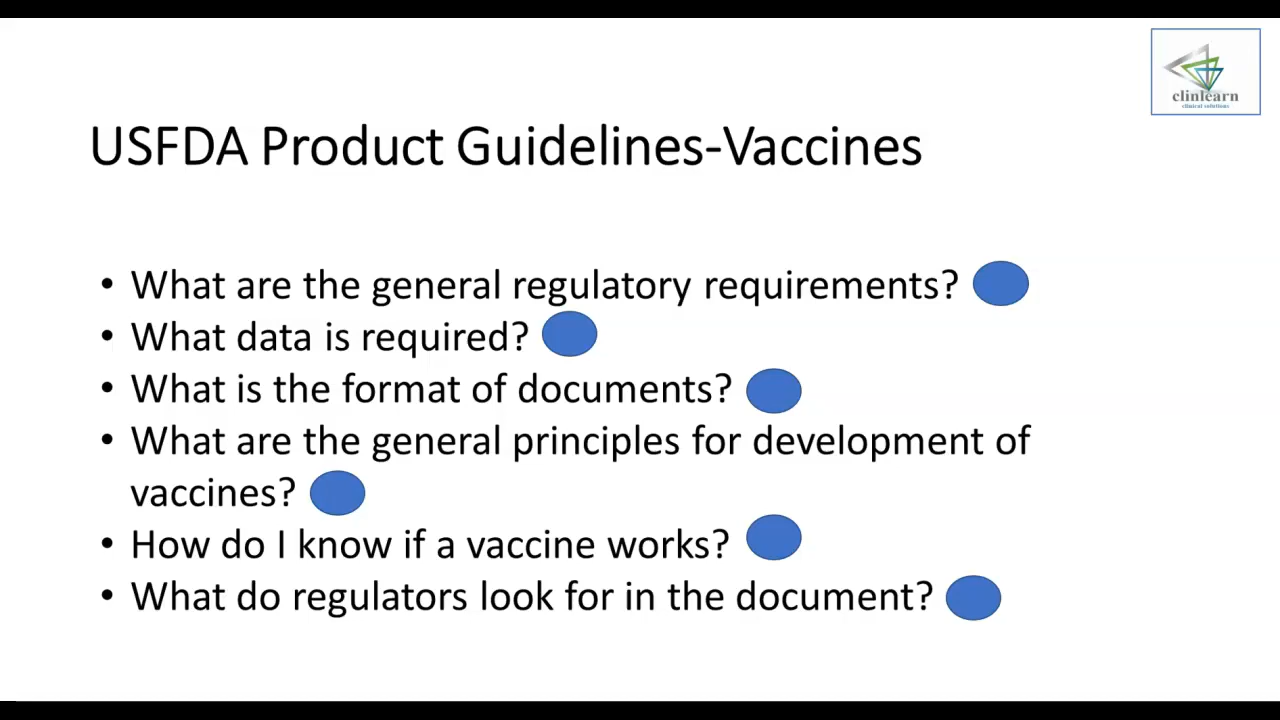 clinlearn
clinical solutions
USFDA Product Guidelines-Vaccines
• What are the general regulatory requirements?
• What data is required?
• What is the format of documents?
• What are the general principles for development of
vaccines?
• How do I know if a vaccine works?
• What do regulators look for in the document?